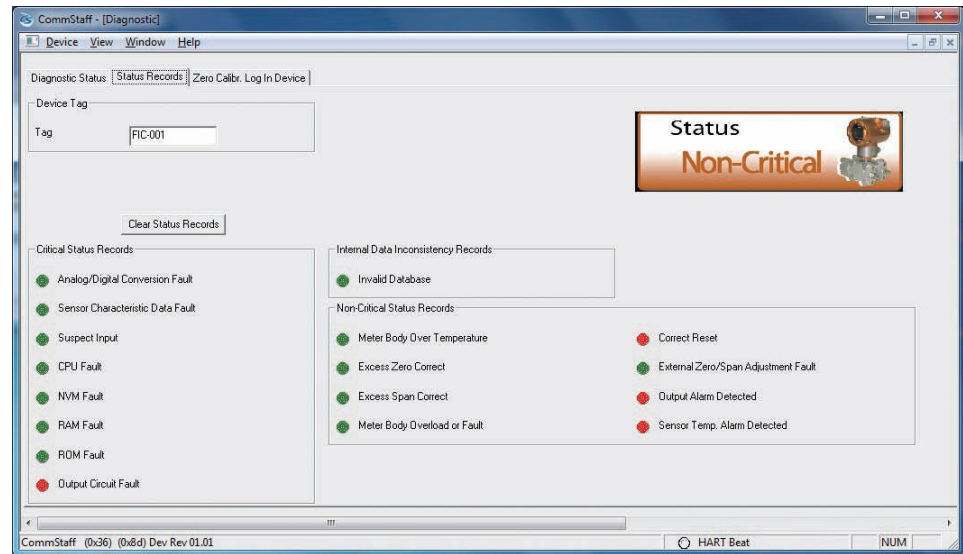 CommStaff - [Diagnostic]
Device View Window Help
Diagnostic Status Status Records Zero Calibr. Log In Device
Device Tag
Tag FIC-001
Status
Non-Critical
Clear Status Records
Critical Status Records
Analog/Digital Conversion Fault
Sensor Characteristic Data Fault
Suspect Input
CPU Fault
NVM Fault
RAM Fault
ROM Fault
Output Circuit Fault
Internal Data Inconsistency Records
Invalid Database
Non-Critical Status Records
Meter Body Over Temperature
Excess Zero Correct
Excess Span Correct
Meter Body Overload or Fault
Correct Reset
External Zero/Span Adjustment Fault
Output Alarm Detected
Sensor Temp. Alarm Detected
CommStaff (0x36) (0x8d) Dev Rev 01.01
HART Beat
NUM